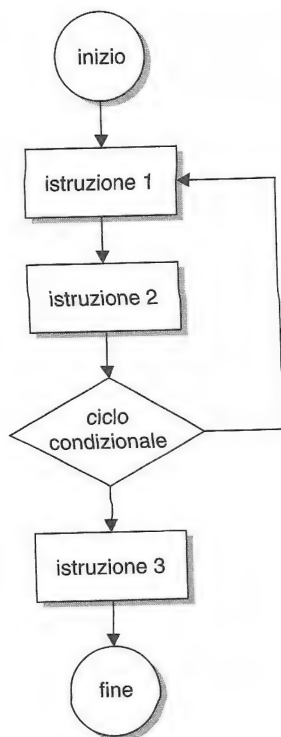 inizio
istruzione 1
istruzione 2
ciclo
condizionale
istruzione 3
fine